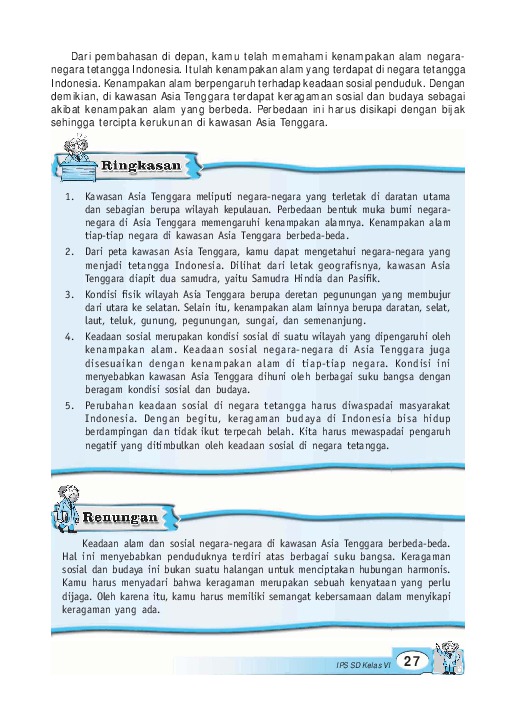 Dari pembahasan di depan, kamu telah memahami kenampakan alam negara-
negara tetangga Indonesia. Itulah kenampakan alam yang terdapat di negara tetangga
Indonesia. Kenampakan alam berpengaruh terhadap keadaan sosial penduduk. Dengan
demikian, di kawasan Asia Tenggara terdapat keragaman sosial dan budaya sebagai
akibat kenampakan alam yang berbeda. Perbedaan ini harus disikapi dengan bijak
sehingga tercipta kerukunan di kawasan Asia Tenggara.
Ringkasan
1. Kawasan Asia Tenggara meliputi negara-negara yang terletak di daratan utama
dan sebagian berupa wilayah kepulauan. Perbedaan bentuk muka bumi negara-
negara di Asia Tenggara memengaruhi kenampakan alamnya. Kenampakan alam
tiap-tiap negara di kawasan Asia Tenggara berbeda-beda.
2. Dari peta kawasan Asia Tenggara, kamu dapat mengetahui negara-negara yang
menjadi tetangga Indonesia. Dilihat dari letak geografisnya, kawasan Asia
Tenggara diapit dua samudra, yaitu Samudra Hindia dan Pasifik.
3. Kondisi fisik wilayah Asia Tenggara berupa deretan pegunungan yang membujur
dari utara ke selatan. Selain itu, kenampakan alam lainnya berupa daratan, selat,
laut, teluk, gunung, pegunungan, sungai, dan semenanjung.
4. Keadaan sosial merupakan kondisi sosial di suatu wilayah yang dipengaruhi oleh
kenampakan alam. Keadaan sosial negara-negara di Asia Tenggara juga
disesuaikan dengan kenampakan alam di tiap-tiap negara. Kondisi ini
menyebabkan kawasan Asia Tenggara dihuni oleh berbagai suku bangsa dengan
beragam kondisi sosial dan budaya.
5. Perubahan keadaan sosial di negara tetangga harus diwaspadai masyarakat
Indonesia. Dengan begitu, keragaman budaya di Indonesia bisa hidup
berdampingan dan tidak ikut terpecah belah. Kita harus mewaspadai pengaruh
negatif yang ditimbulkan oleh keadaan sosial di negara tetangga.
Renungan
Keadaan alam dan sosial negara-negara di kawasan Asia Tenggara berbeda-beda.
Hal ini menyebabkan penduduknya terdiri atas berbagai suku bangsa. Keragaman
sosial dan budaya ini bukan suatu halangan untuk menciptakan hubungan harmonis.
Kamu harus menyadari bahwa keragaman merupakan sebuah kenyataan yang perlu
dijaga. Oleh karena itu, kamu harus memiliki semangat kebersamaan dalam menyikapi
keragaman yang ada.
IPS SD Kelas VI 27